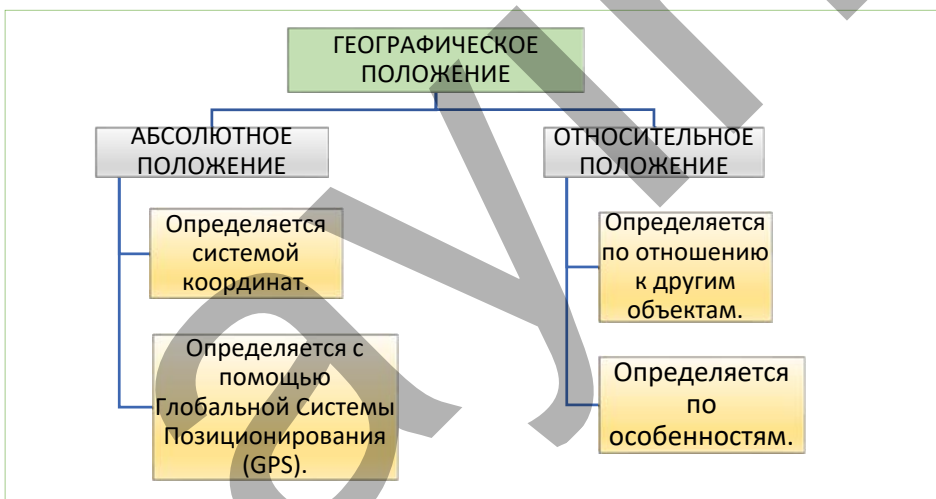 ГЕОГРАФИЧЕСКОЕ
ПОЛОЖЕНИЕ
АБСОЛЮТНОЕ
ПОЛОЖЕНИЕ
Определяется
системой
координат.
Определяется с
помощью
Глобальной Системы
Позиционирования
(GPS).
ОТНОСИТЕЛЬНОЕ
ПОЛОЖЕНИЕ
Определяется
по отношению
к другим
объектам.
Определяется
по
особенностям.